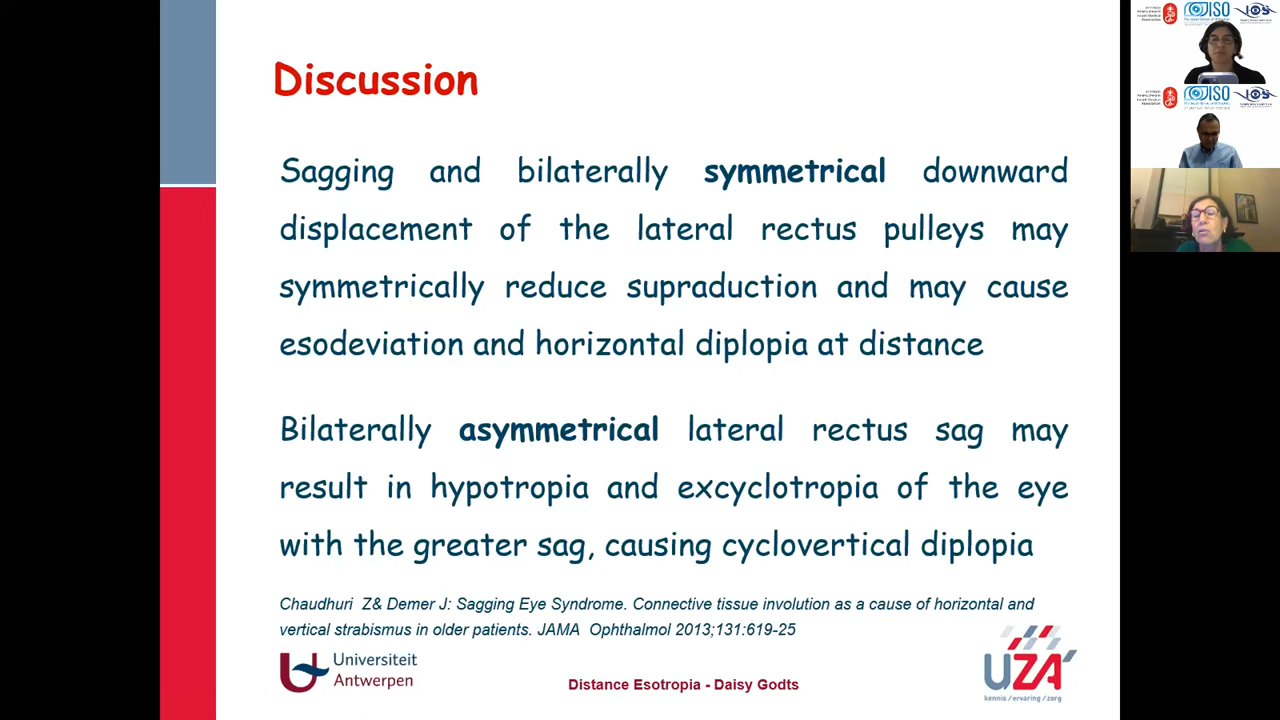 Discussion
Sagging and bilaterally symmetrical downward
displacement of the lateral rectus pulleys may
symmetrically reduce supraduction and may cause
esodeviation and horizontal diplopia at distance
Bilaterally asymmetrical lateral rectus sag may
result in hypotropia and excyclotropia of the eye
with the greater sag, causing cyclovertical diplopia
Chaudhuri Z& Demer J: Sagging Eye Syndrome. Connective tissue involution as a cause of horizontal and
vertical strabismus in older patients. JAMA Ophthalmol 2013;131:619-25
Universiteit
Antwerpen
Distance Esotropia - Daisy Godts
UZA
kennis / ervaring / zorg
ISO
IOS
ISO
IOS